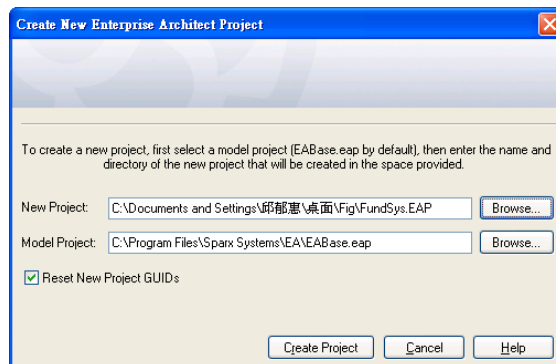 Create New Enterprise Architect Project
To create a new project, first select a model project (EABase.eap by default), then enter the name and
directory of the new project that will be created in the space provided.
New Project: C:\Documents and Settings\邱郁惠\桌面\Fig\FundSys.EAP Browse...
Model Project: C:\Program Files\Sparx Systems\EA\EABase.eap Browse...
Reset New Project GUIDs
Create Project Cancel Help